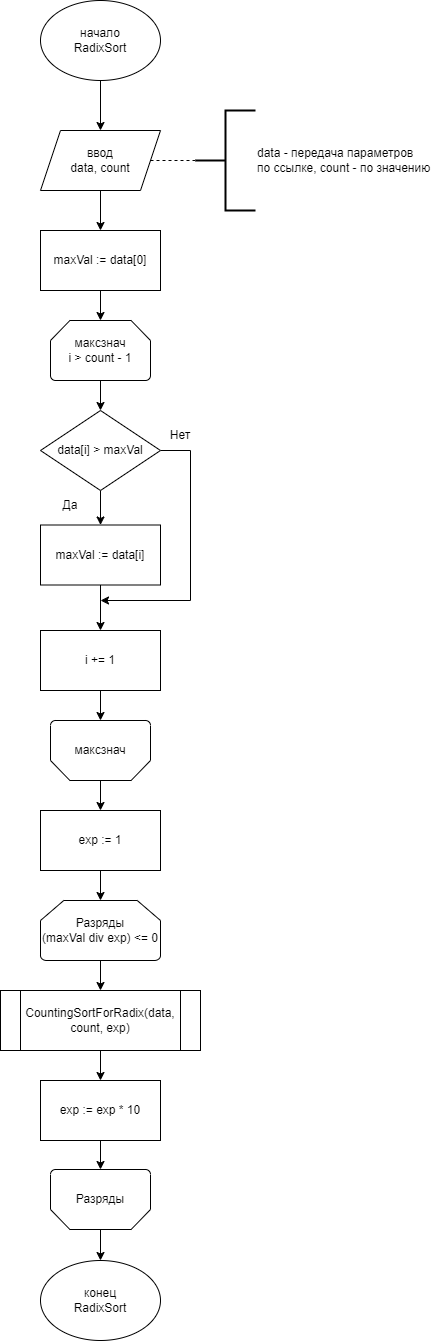 начало
RadixSort
ввод
data, count
data - передача параметров
по ссылке, count - по значению
maxVal := data[0]
максзнач
i > count - 1
data[i] > maxVal
Нет
Да
maxVal := data[i]
i += 1
максзнач
exp := 1
Разряды
(maxVal div exp) <= 0
CountingSortForRadix(data,
count, exp)
exp := exp * 10
Разряды
конец
RadixSort